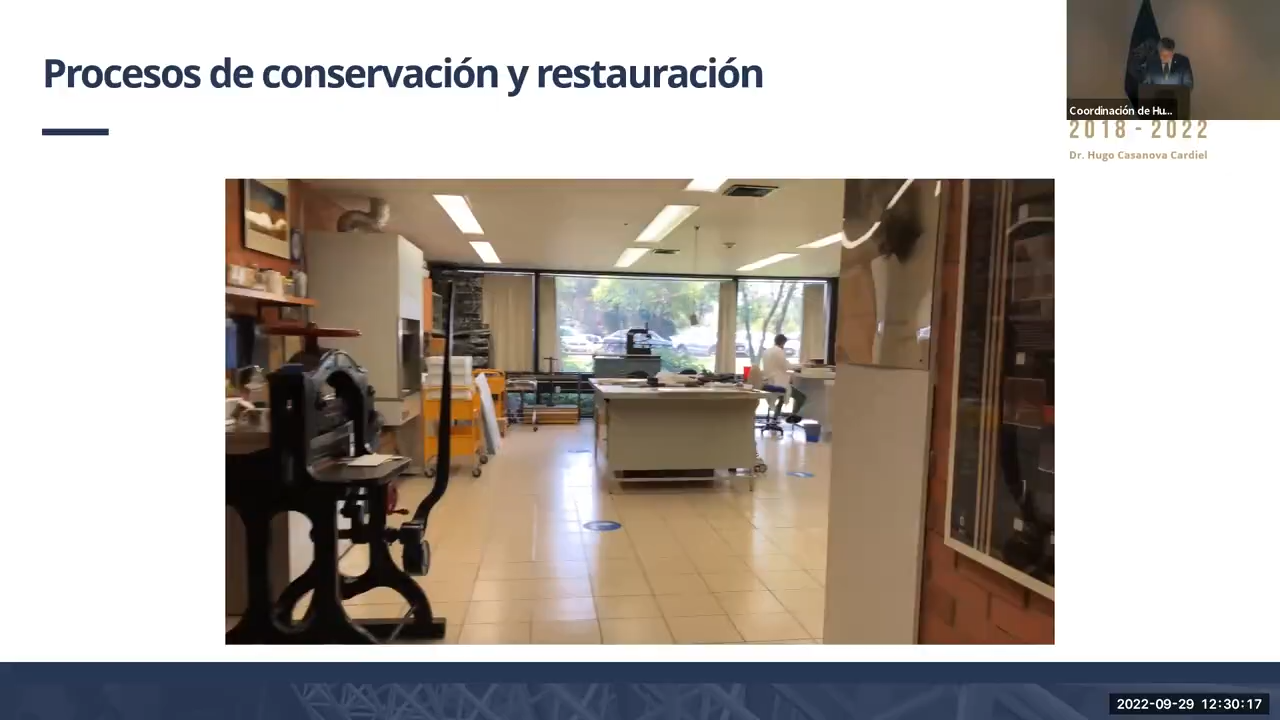 Procesos de conservación y restauración
Coordinación de Hu...
2018 - 2022
Dr. Hugo Casanova Cardiel
2022-09-29 12:30:17